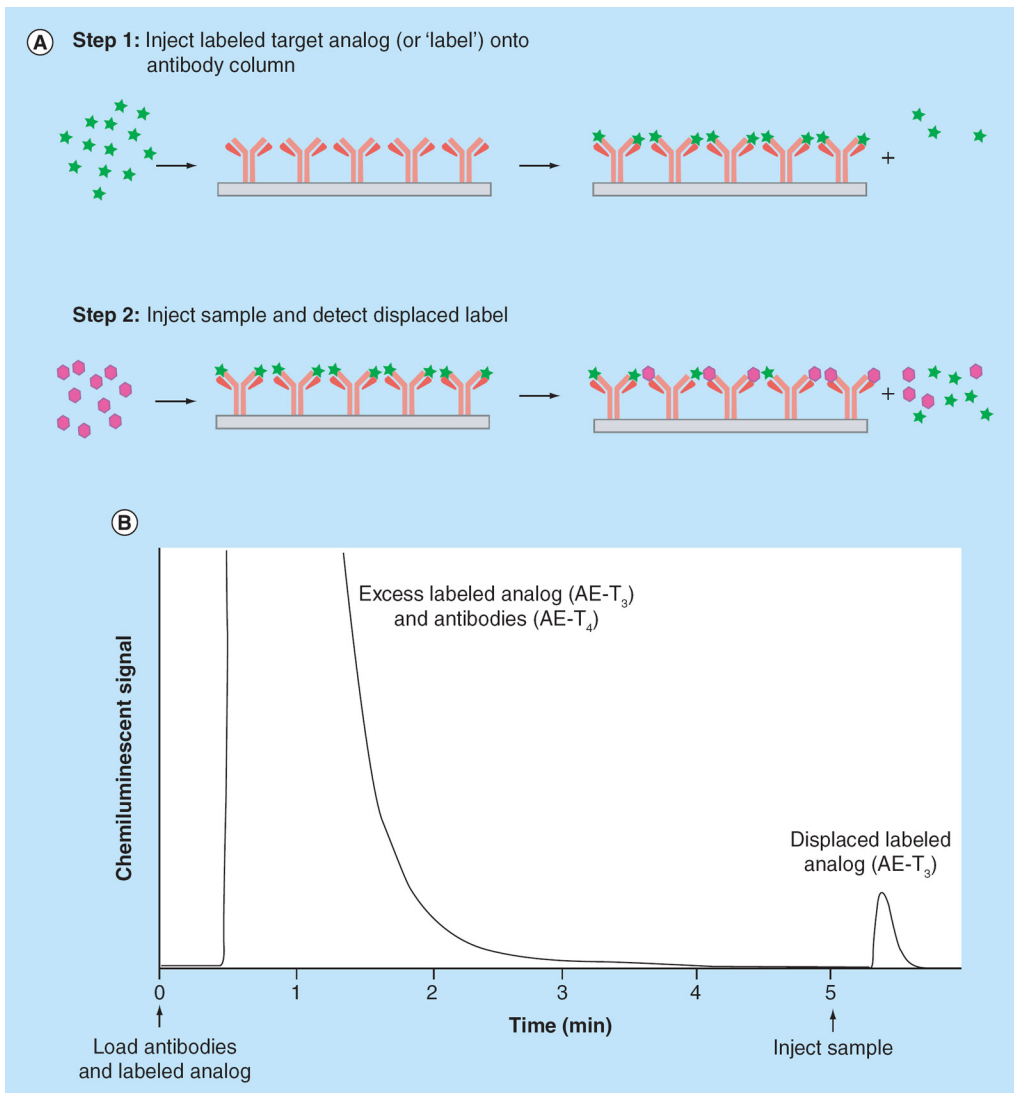 A Step 1: Inject labeled target analog (or ‘label’) onto
antibody column
+
Step 2: Inject sample and detect displaced label
+
B
Excess labeled analog (AE-T₃)
and antibodies (AE-T₄)
Displaced labeled
analog (AE-T₃)
Chemiluminescent signal
0 1 2 3 4 5
Time (min)
Load antibodies
and labeled analog
Inject sample